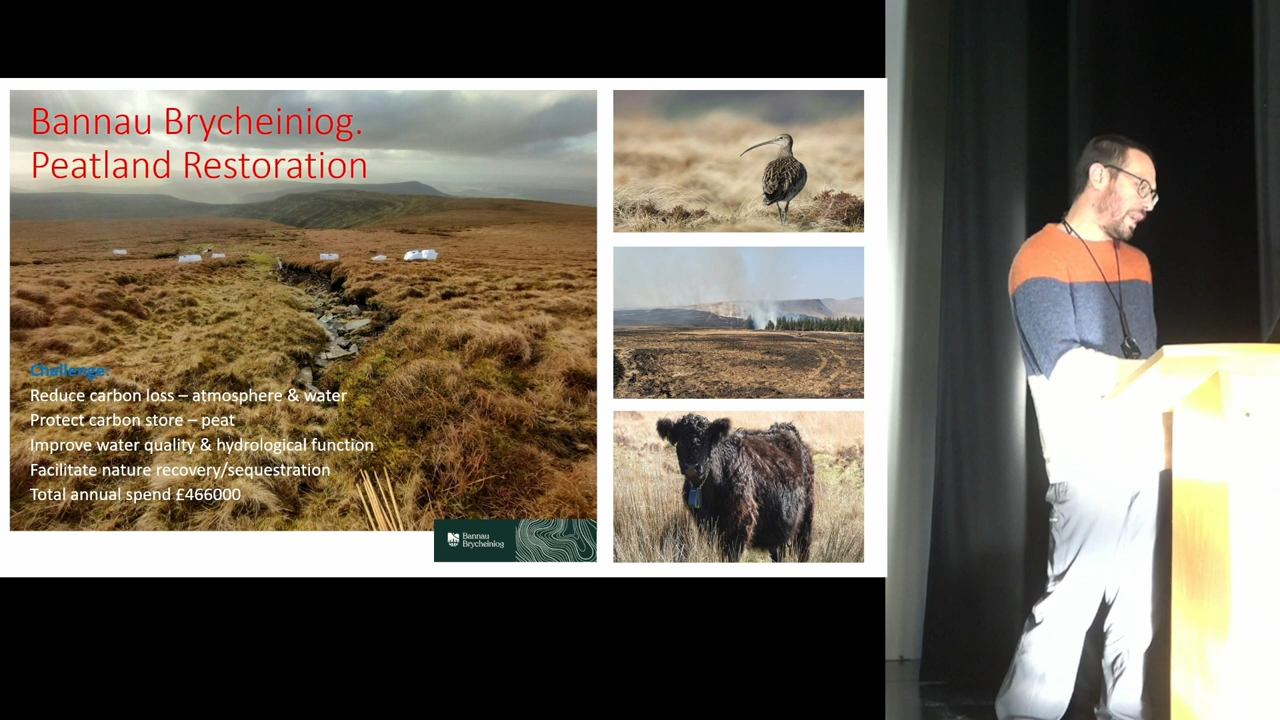 Bannau Brycheiniog.
Peatland Restoration
Challenge:
Reduce carbon loss – atmosphere & water
Protect carbon store – peat
Improve water quality & hydrological function
Facilitate nature recovery/sequestration
Total annual spend £466000
Bannau
Brycheiniog